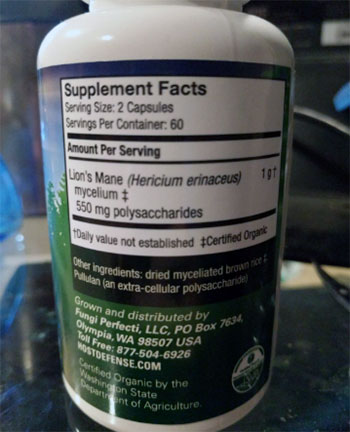 Supplement Facts
Serving Size: 2 Capsules
Servings Per Container: 60
Amount Per Serving
Lion's Mane (Hericium erinaceus) 1 g†
mycelium ‡
550 mg polysaccharides
†Daily value not established ‡Certified Organic
Other ingredients: dried myceliated brown rice ‡
Pullulan (an extra-cellular polysaccharide)
Grown and distributed by
Fungi Perfecti, LLC, PO Box 7634,
Olympia, WA 98507 USA
Toll Free: 877-504-6926
HOSTDEFENSE.COM
Certified Organic by the
Washington State
Department of Agriculture.